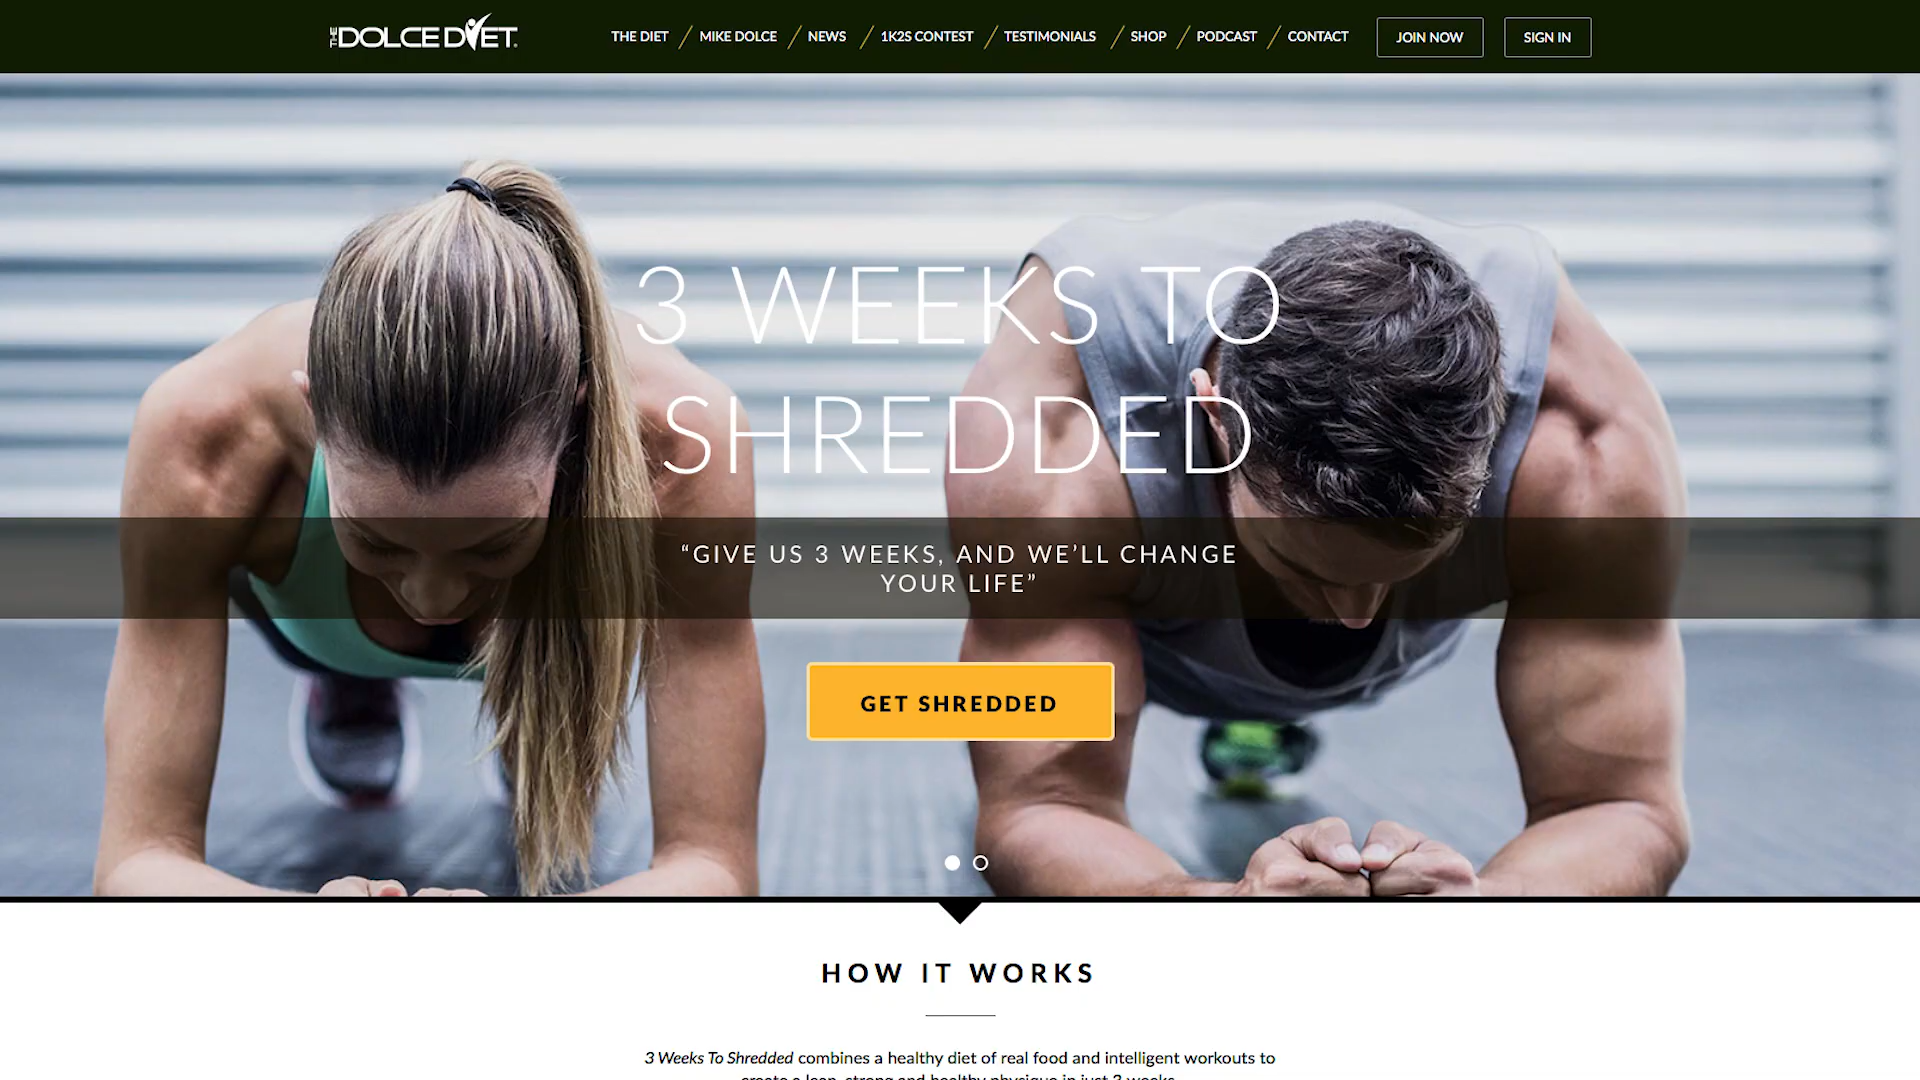 THE DOLCE DIET
THE DIET
MIKE DOLCE
NEWS
1K2S CONTEST
TESTIMONIALS
SHOP
PODCAST
CONTACT
JOIN NOW
SIGN IN
3 WEEKS TO
SHREDDED
“GIVE US 3 WEEKS, AND WE’LL CHANGE
YOUR LIFE”
GET SHREDDED
HOW IT WORKS
3 Weeks To Shredded combines a healthy diet of real food and intelligent workouts to
create a lean, strong and healthy physique in just 3 weeks.